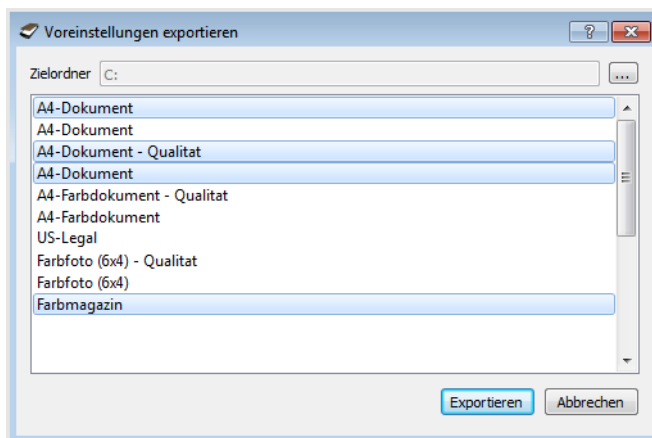 Voreinstellungen exportieren
Zielordner C:
...
A4-Dokument
A4-Dokument
A4-Dokument - Qualitat
A4-Dokument
A4-Farbdokument - Qualitat
A4-Farbdokument
US-Legal
Farbfoto (6x4) - Qualitat
Farbfoto (6x4)
Farbmagazin
Exportieren Abbrechen